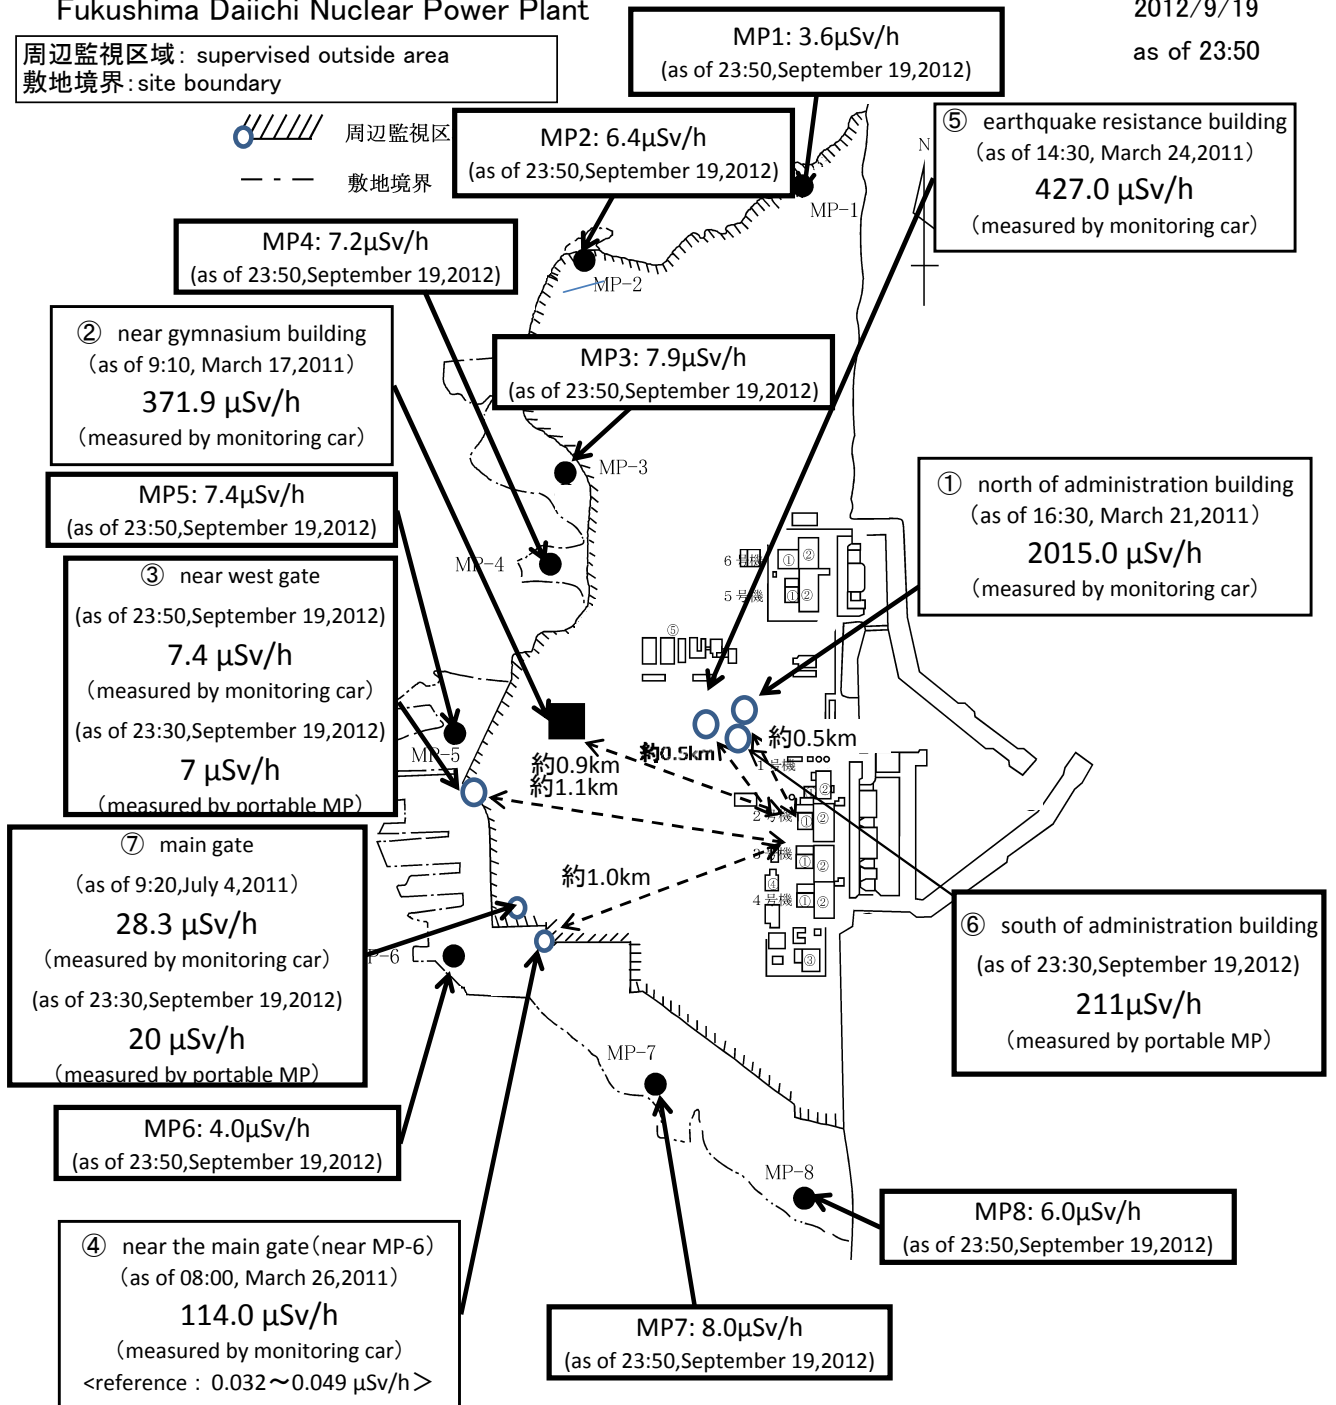 Fukushima Daiichi Nuclear Power Plant
2012/9/19
as of 23:50
周辺監視区域: supervised outside area
敷地境界:site boundary
周辺監視区
敷地境界
MP1: 3.6μSv/h
(as of 23:50,September 19,2012)
MP2: 6.4μSv/h
(as of 23:50,September 19,2012)
⑤ earthquake resistance building
(as of 14:30, March 24,2011)
427.0 μSv/h
(measured by monitoring car)
N
MP-1
MP4: 7.2μSv/h
(as of 23:50,September 19,2012)
MP-2
② near gymnasium building
(as of 9:10, March 17,2011)
371.9 μSv/h
(measured by monitoring car)
MP3: 7.9μSv/h
(as of 23:50,September 19,2012)
MP-3
MP5: 7.4μSv/h
(as of 23:50,September 19,2012)
① north of administration building
(as of 16:30, March 21,2011)
2015.0 μSv/h
(measured by monitoring car)
MP-4
③ near west gate
(as of 23:50,September 19,2012)
7.4 μSv/h
(measured by monitoring car)
(as of 23:30,September 19,2012)
7 μSv/h
(measured by portable MP)
6号機
① ②
5号機
① ②
⑤
MP-5
約0.9km
約1.1km
約0.5km
約0.5km
1号機
②
2号機
① ②
3号機
① ②
④
4号機
① ②
③
約1.0km
⑦ main gate
(as of 9:20,July 4,2011)
28.3 μSv/h
(measured by monitoring car)
(as of 23:30,September 19,2012)
20 μSv/h
(measured by portable MP)
P-6
⑥ south of administration building
(as of 23:30,September 19,2012)
211μSv/h
(measured by portable MP)
MP-7
MP6: 4.0μSv/h
(as of 23:50,September 19,2012)
MP-8
MP8: 6.0μSv/h
(as of 23:50,September 19,2012)
④ near the main gate(near MP-6)
(as of 08:00, March 26,2011)
114.0 μSv/h
(measured by monitoring car)
<reference : 0.032～0.049 μSv/h＞
MP7: 8.0μSv/h
(as of 23:50,September 19,2012)